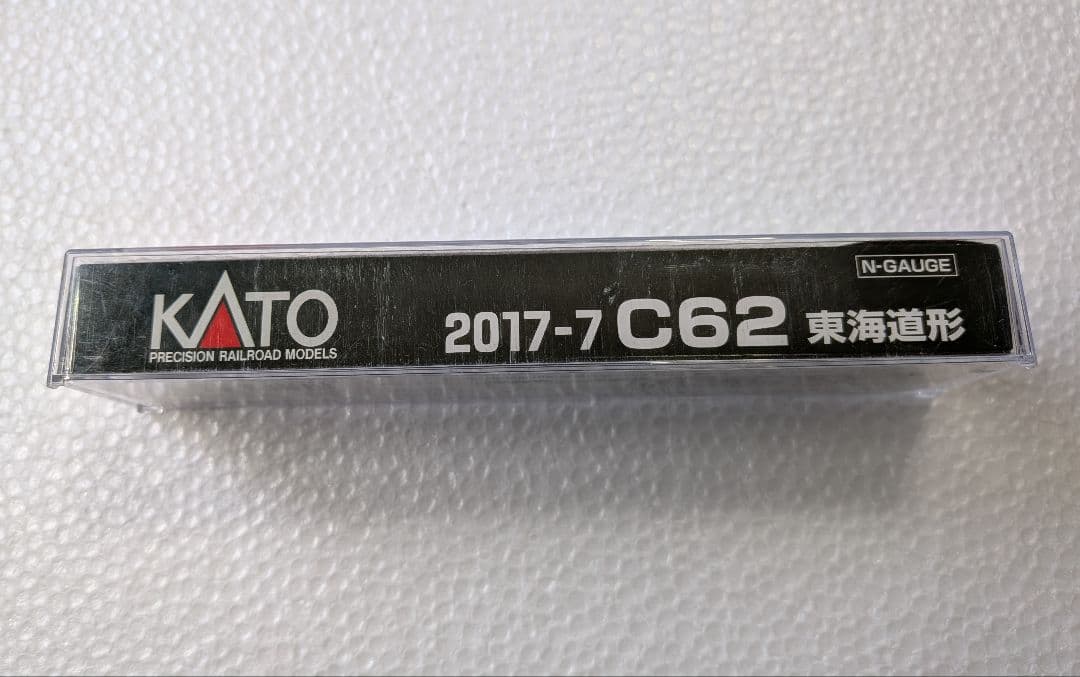 KATO
PRECISION RAILROAD MODELS
2017-7 C62 東海道形
N-GAUGE